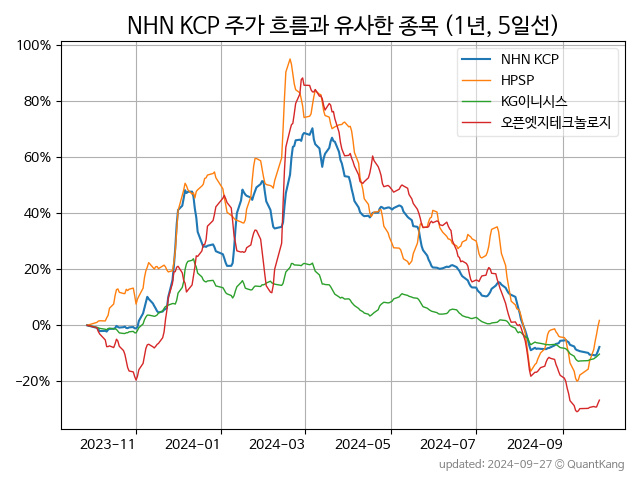 NHN KCP 주가 흐름과 유사한 종목 (1년, 5일선)
NHN KCP
HPSP
KG이니시스
오픈엣지테크놀로지
100%
80%
60%
40%
20%
0%
−20%
2023-11
2024-01
2024-03
2024-05
2024-07
2024-09
updated: 2024-09-27 © QuantKang